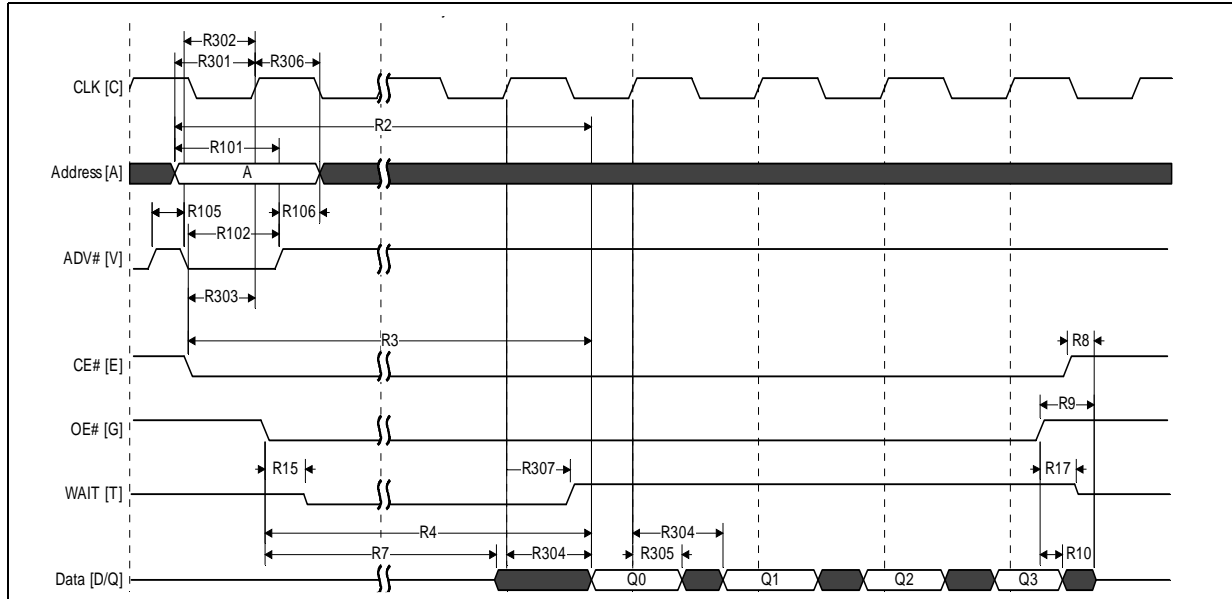 R302
R301 R306
CLK [C]
R2
R101
Address [A] A
R105 R106
R102
ADV# [V]
R303
R3
R8
CE# [E]
R9
OE# [G]
R15 R307 R17
WAIT [T]
R4 R304
R7 R304 R305 R10
Data [D/Q] Q0 Q1 Q2 Q3